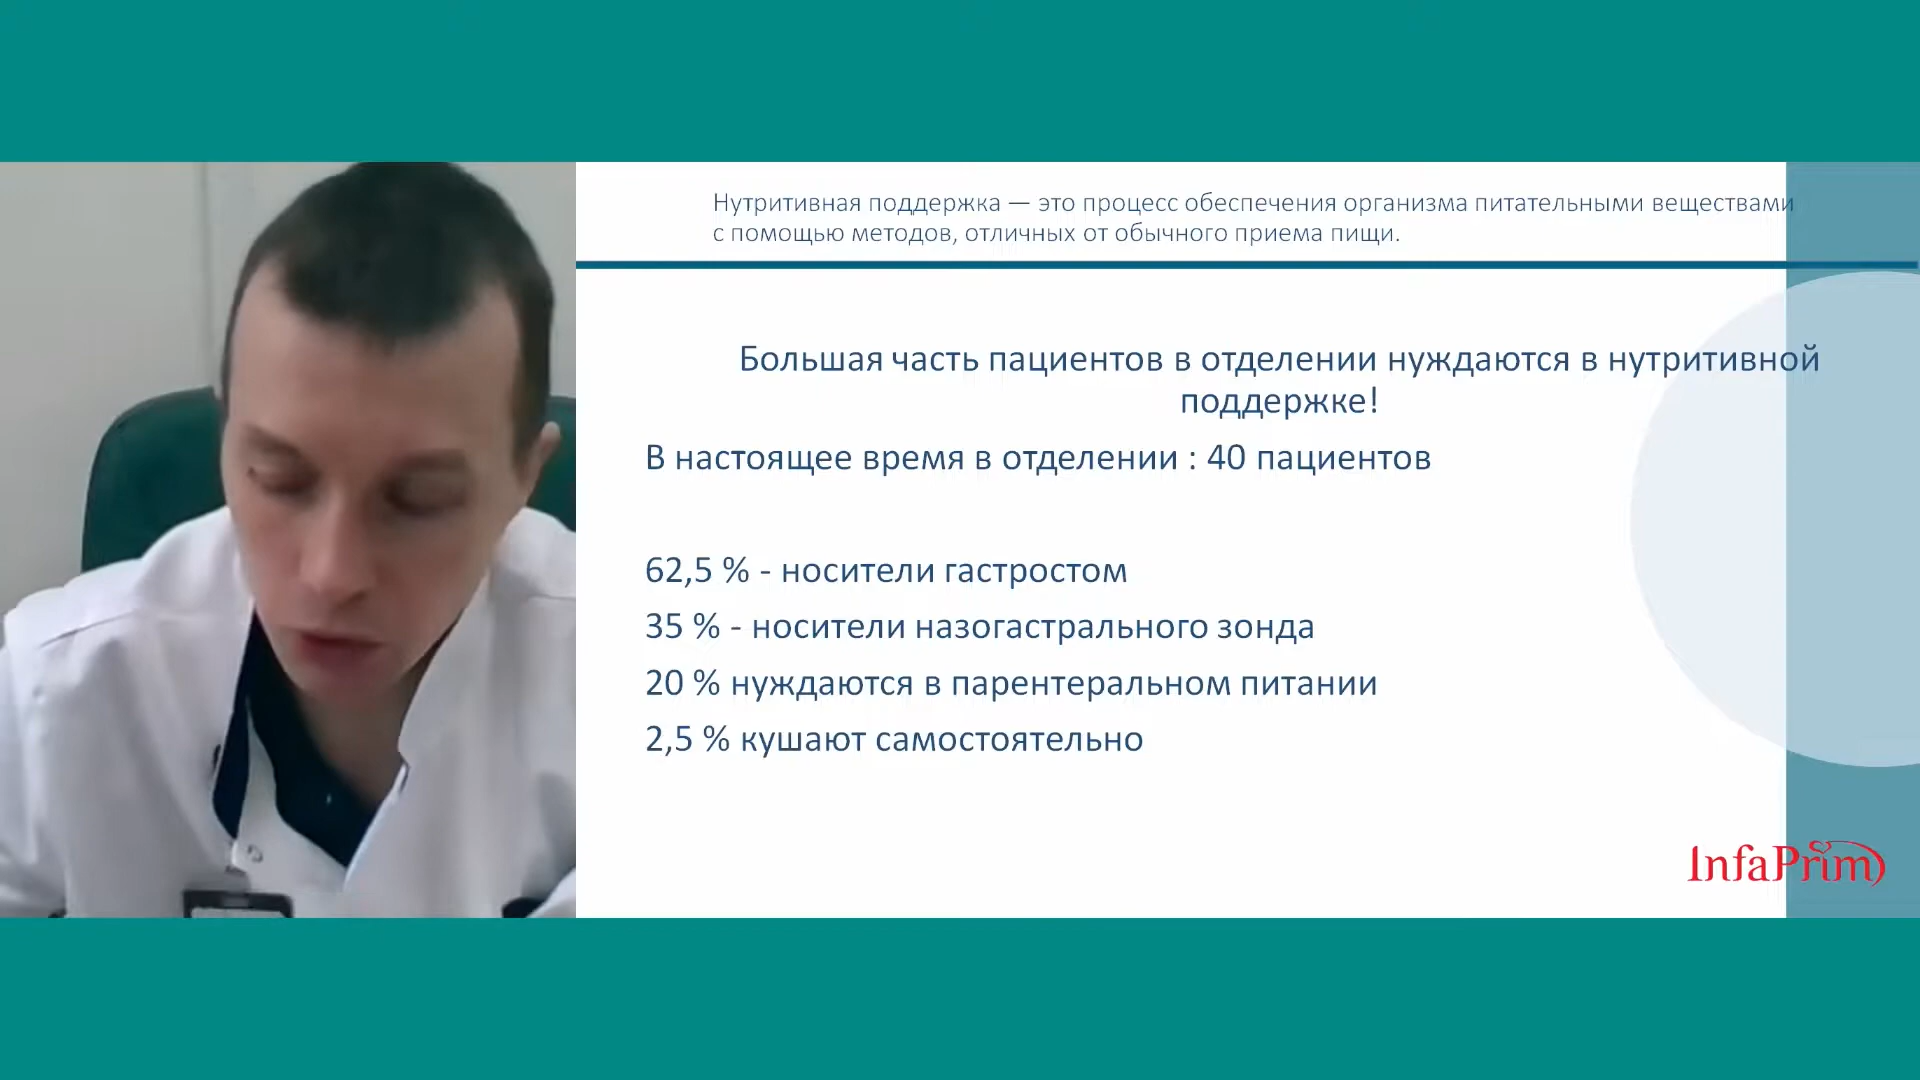 Нутритивная поддержка — это процесс обеспечения организма питательными веществами
с помощью методов, отличных от обычного приема пищи.
Большая часть пациентов в отделении нуждаются в нутритивной
поддержке!
В настоящее время в отделении : 40 пациентов
62,5 % - носители гастростом
35 % - носители назогастрального зонда
20 % нуждаются в парентеральном питании
2,5 % кушают самостоятельно
InfaPrim